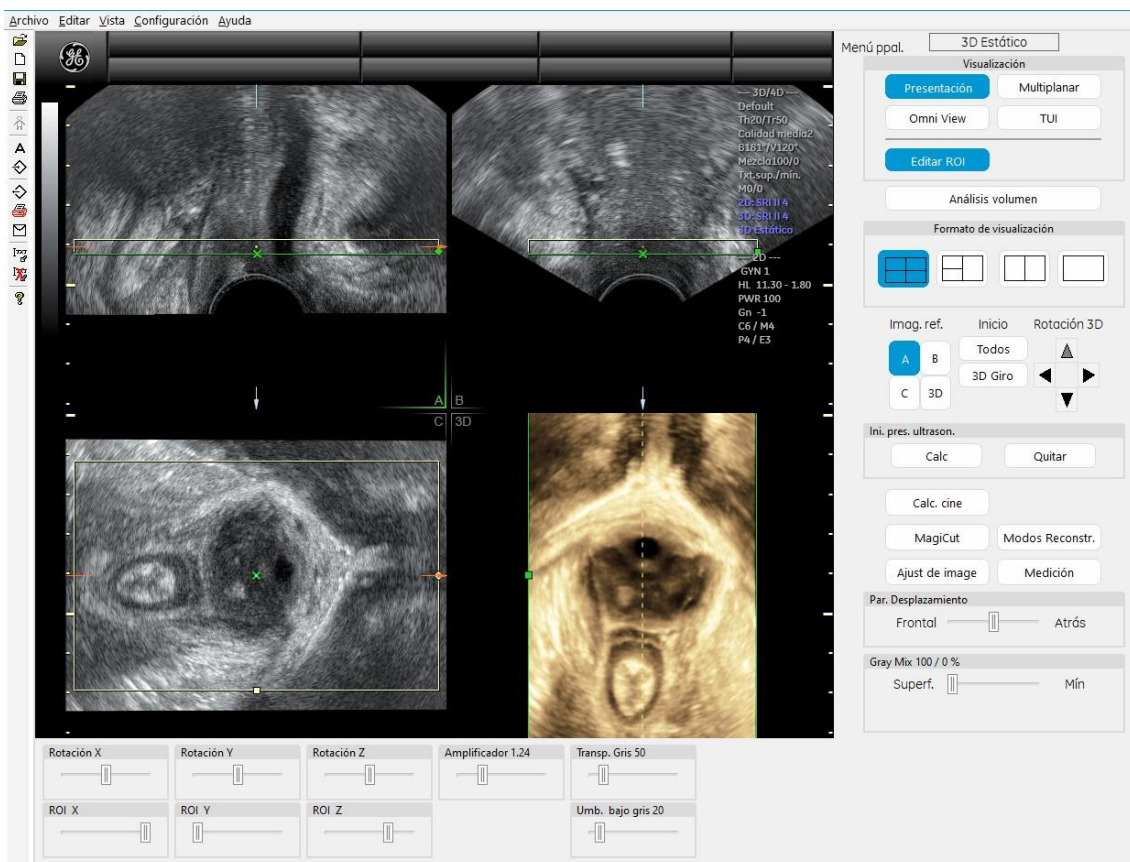 Archivo Editar Vista Configuración Ayuda
Menú ppal. 3D Estático
Visualización
Presentación Multiplanar
Omni View TUI
Editar ROI
Análisis volumen
Formato de visualización
Imag. ref. Inicio Rotación 3D
A B Todos
C 3D 3D Giro
Ini. pres. ultrason.
Calc Quitar
Calc. cine
MagiCut Modos Reconstr.
Ajust de image Medición
Par. Desplazamiento
Frontal Atrás
Gray Mix 100 / 0 %
Superf. Mín
GE
--- 3D/4D ---
Default
Th20/Tr50
Calidad media2
B181°/V120°
Mezcla100/0
Txt.sup./mín.
M0/0
2D: SRI II 4
3D: SRI II 4
3D Estático
--- 2D ---
GYN 1
HL 11.30 - 1.80
PWR 100
Gn -1
C6 / M4
P4 / E3
A B
C 3D
Rotación X Rotación Y Rotación Z Amplificador 1.24 Transp. Gris 50
ROI X ROI Y ROI Z Umb. bajo gris 20